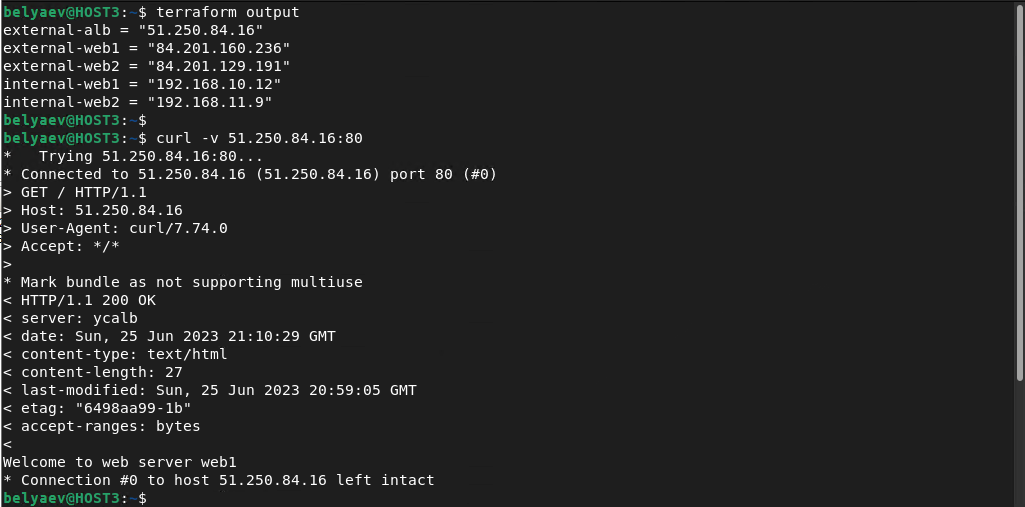 belyaev@HOST3:~$ terraform output
external-alb = "51.250.84.16"
external-web1 = "84.201.160.236"
external-web2 = "84.201.129.191"
internal-web1 = "192.168.10.12"
internal-web2 = "192.168.11.9"
belyaev@HOST3:~$
belyaev@HOST3:~$ curl -v 51.250.84.16:80
*   Trying 51.250.84.16:80...
* Connected to 51.250.84.16 (51.250.84.16) port 80 (#0)
> GET / HTTP/1.1
> Host: 51.250.84.16
> User-Agent: curl/7.74.0
> Accept: */*
>
* Mark bundle as not supporting multiuse
< HTTP/1.1 200 OK
< server: ycalb
< date: Sun, 25 Jun 2023 21:10:29 GMT
< content-type: text/html
< content-length: 27
< last-modified: Sun, 25 Jun 2023 20:59:05 GMT
< etag: "6498aa99-1b"
< accept-ranges: bytes
<
Welcome to web server web1
* Connection #0 to host 51.250.84.16 left intact
belyaev@HOST3:~$